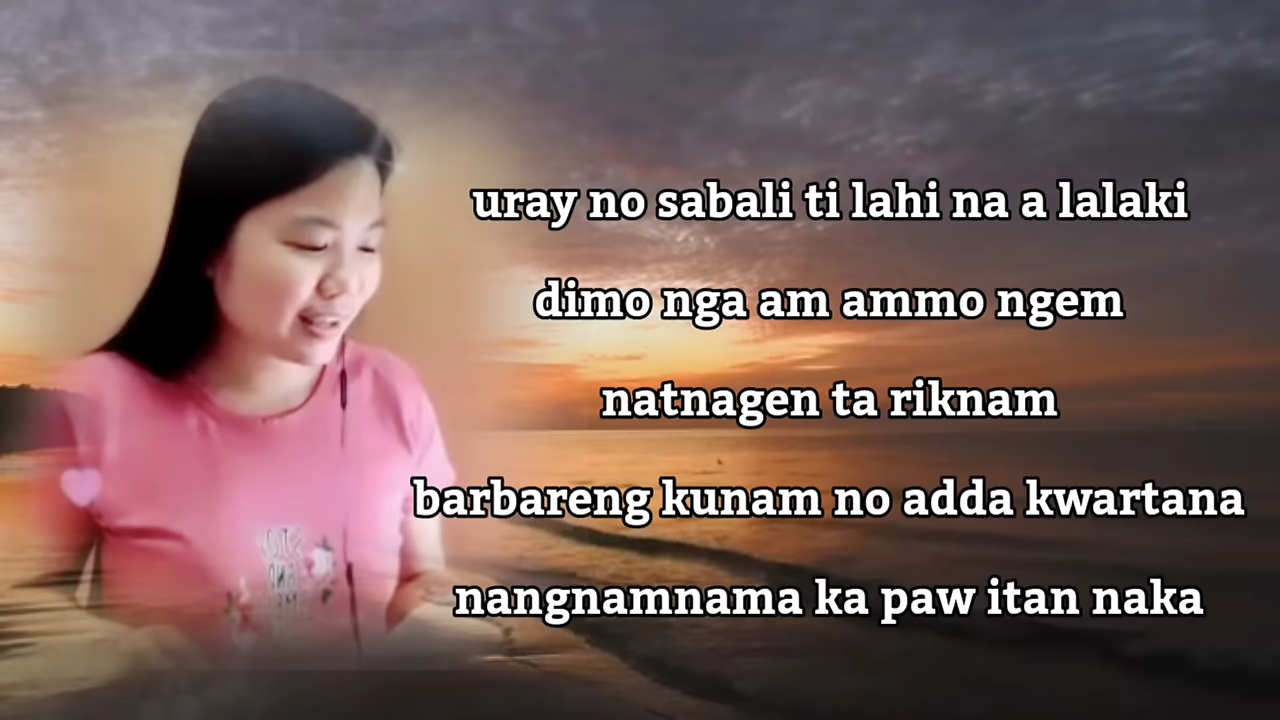 uray no sabali ti lahi na a lalaki
dimo nga am ammo ngem
natnagen ta riknam
barbareng kunam no adda kwartana
nangnamnama ka paw itan naka